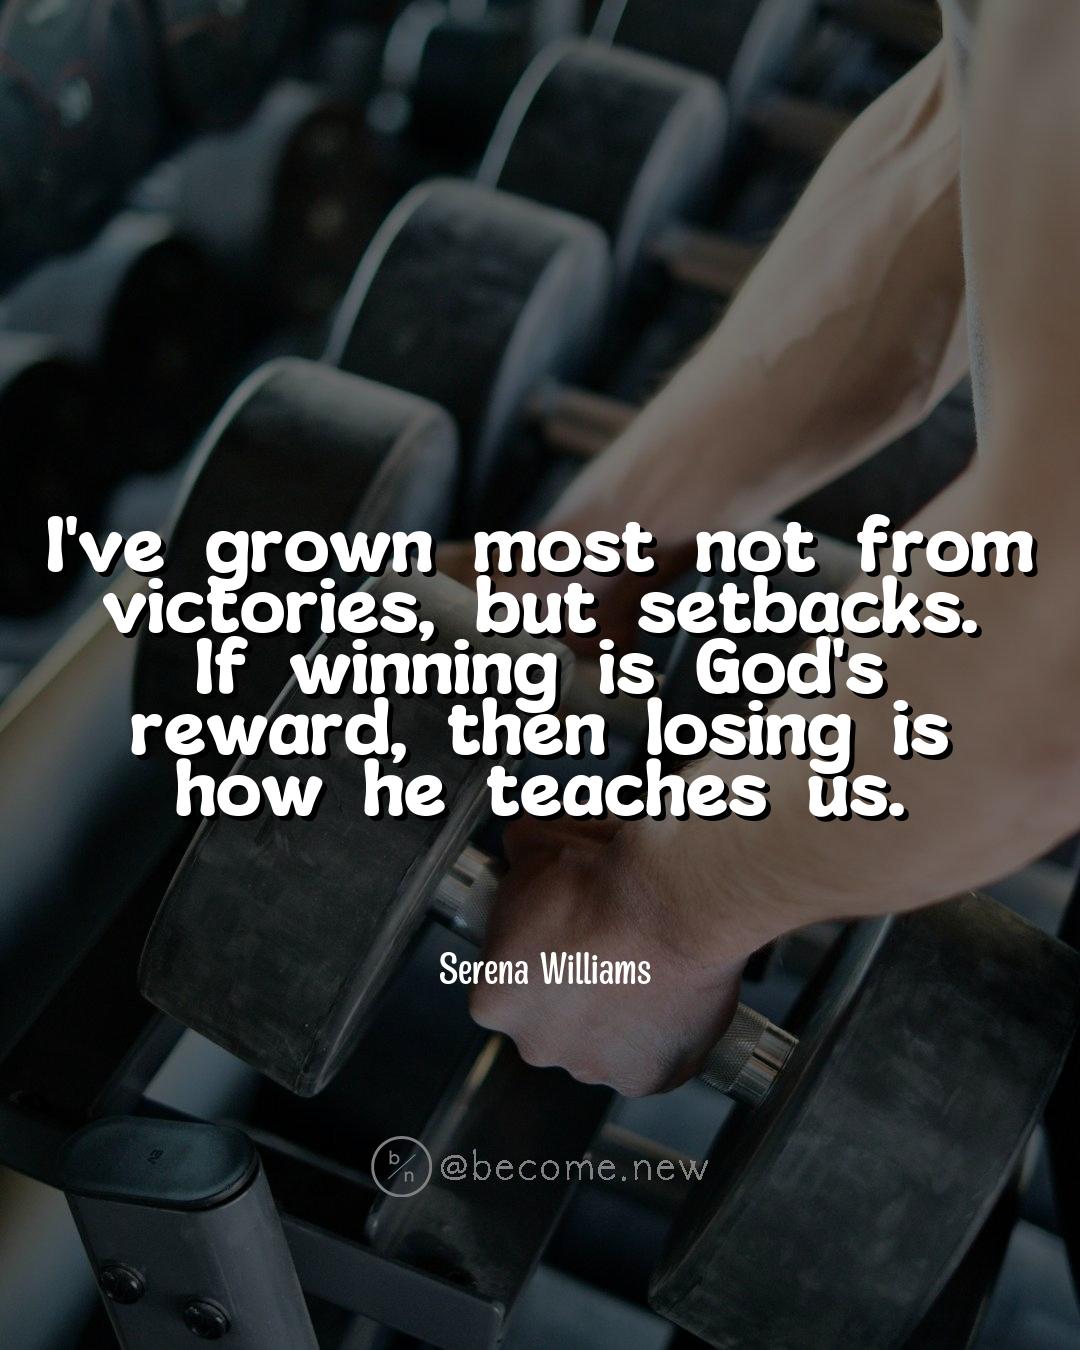 I've grown most not from
victories, but setbacks.
If winning is God's
reward, then losing is
how he teaches us.
Serena Williams
b/n @become.new